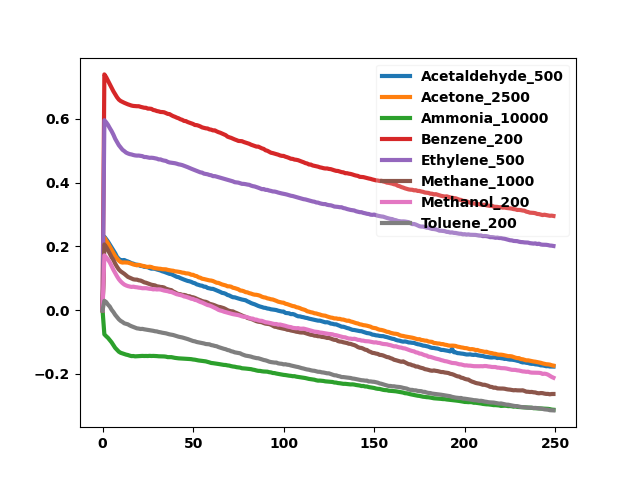 Acetaldehyde_500
Acetone_2500
Ammonia_10000
Benzene_200
Ethylene_500
Methane_1000
Methanol_200
Toluene_200
0.6
0.4
0.2
0.0
−0.2
0 50 100 150 200 250